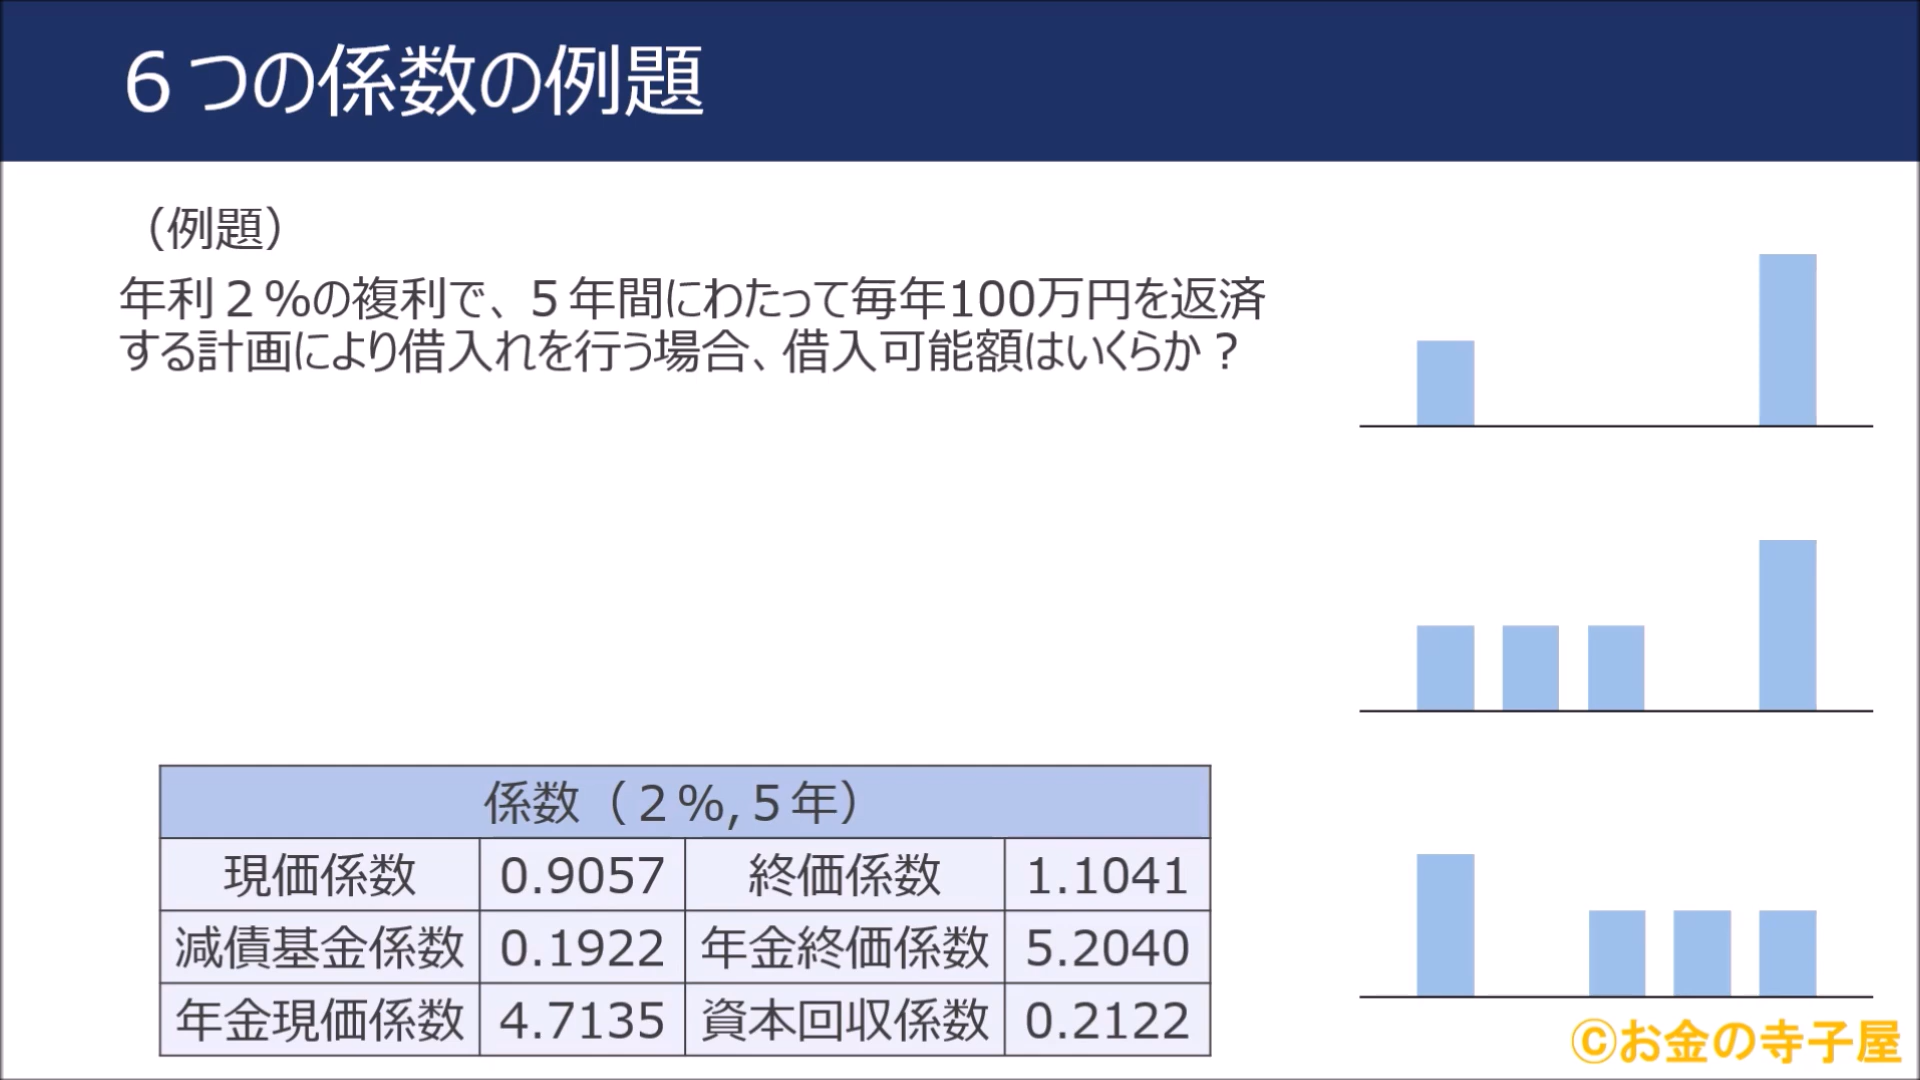 6つの係数の例題
（例題）
年利２%の複利で、５年間にわたって毎年100万円を返済
する計画により借入れを行う場合、借入可能額はいくらか？
係数（２%,５年）
現価係数 0.9057 終価係数 1.1041
減債基金係数 0.1922 年金終価係数 5.2040
年金現価係数 4.7135 資本回収係数 0.2122
©お金の寺子屋